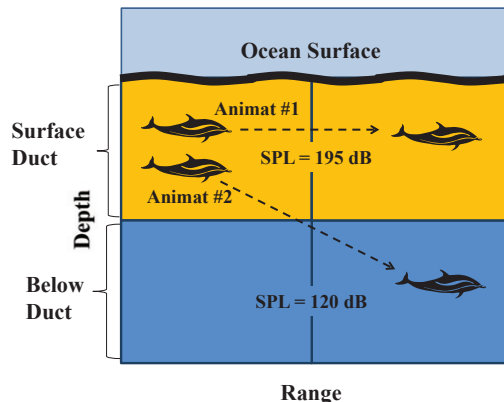 Ocean Surface
Animat #1
Surface
Duct
SPL = 195 dB
Animat #2
Depth
Below
Duct
SPL = 120 dB
Range